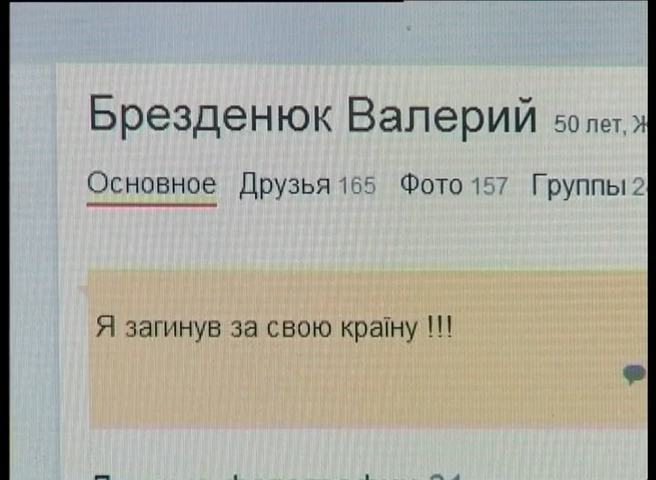 Брезденюк Валерий 50 лет, Ж
Основное Друзья 165 Фото 157 Группы
Я загинув за свою країну !!!